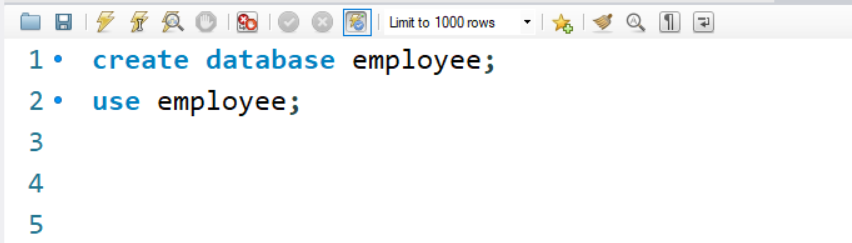 Limit to 1000 rows
1 create database employee;
2 use employee;
3
4
5